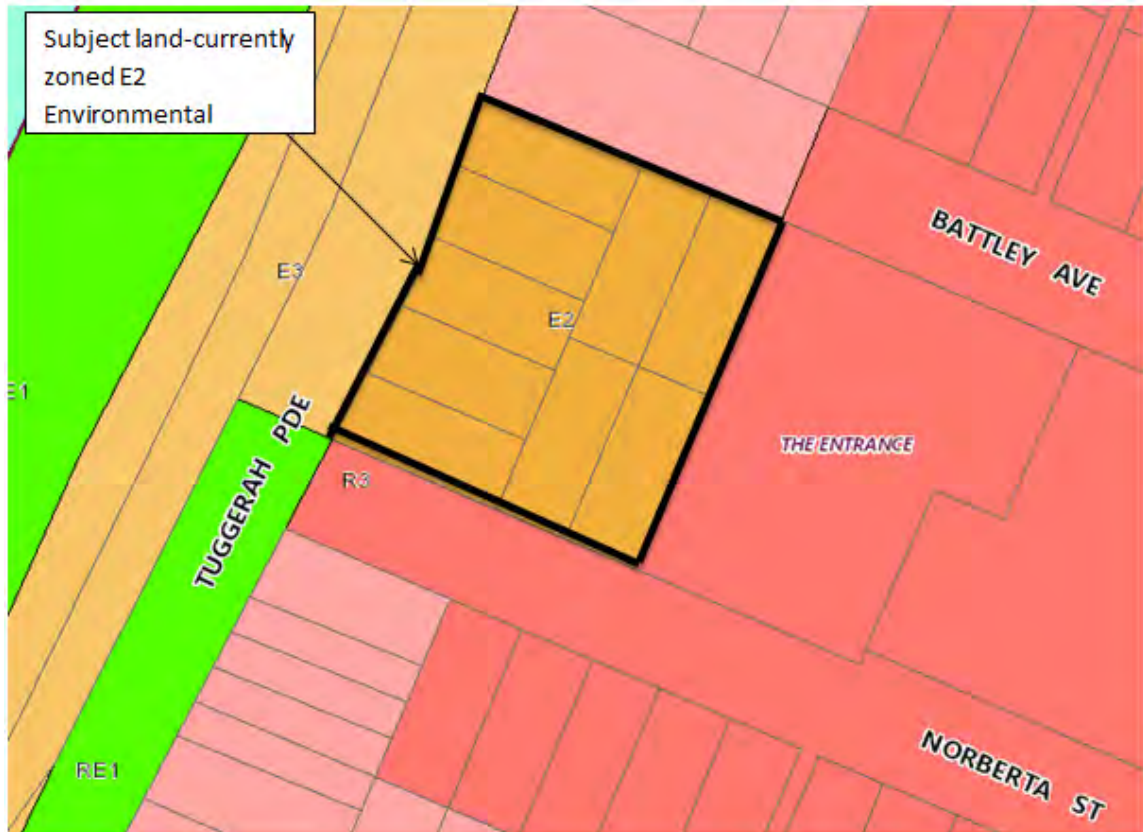 Subject land-currently
zoned E2
Environmental
BATTLEY AVE
E3
E2
E1
THE ENTRANCE
TUGGERAH PDE
R3
NORBERTA ST
RE1